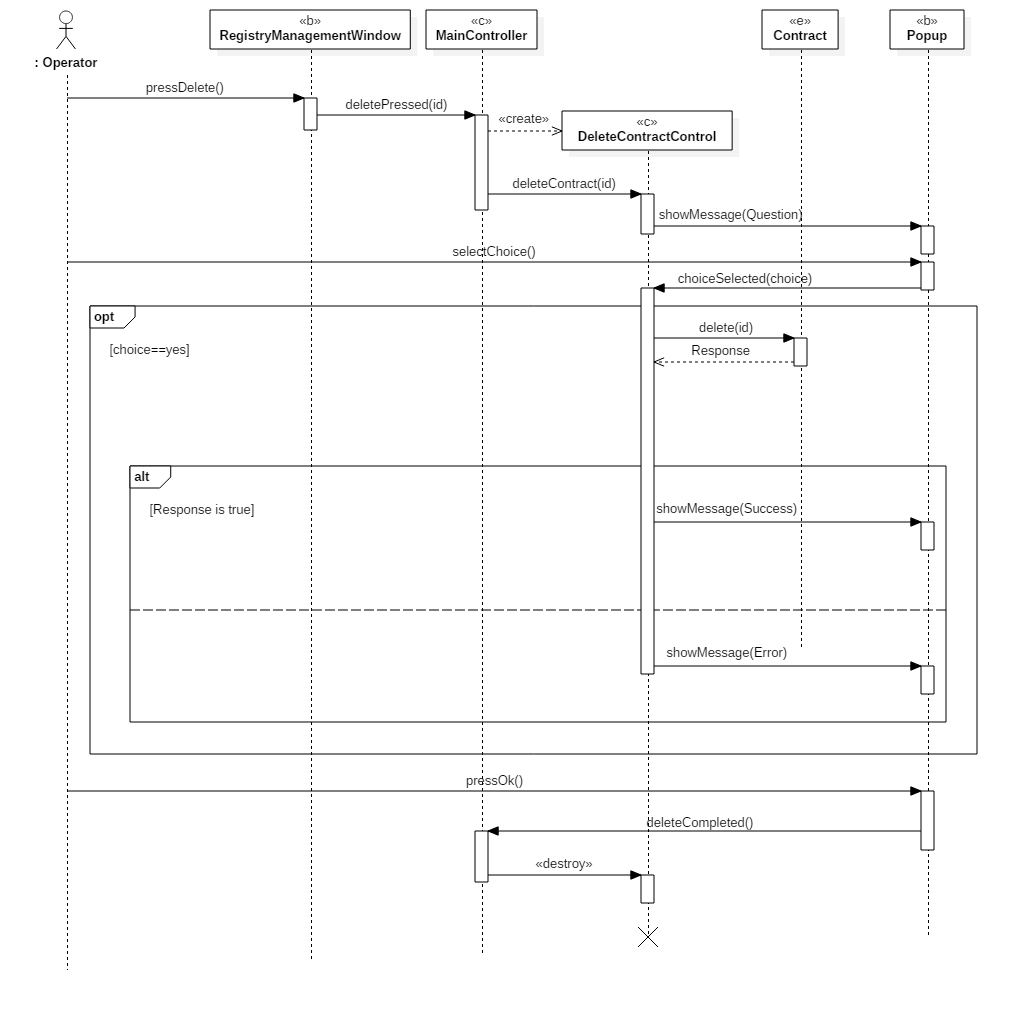 «b»
RegistryManagementWindow
«c»
MainController
«e»
Contract
«b»
Popup
: Operator
pressDelete()
deletePressed(id)
«create»
«c»
DeleteContractControl
deleteContract(id)
showMessage(Question)
selectChoice()
choiceSelected(choice)
opt
[choice==yes]
delete(id)
Response
alt
[Response is true]
showMessage(Success)
showMessage(Error)
pressOk()
deleteCompleted()
«destroy»